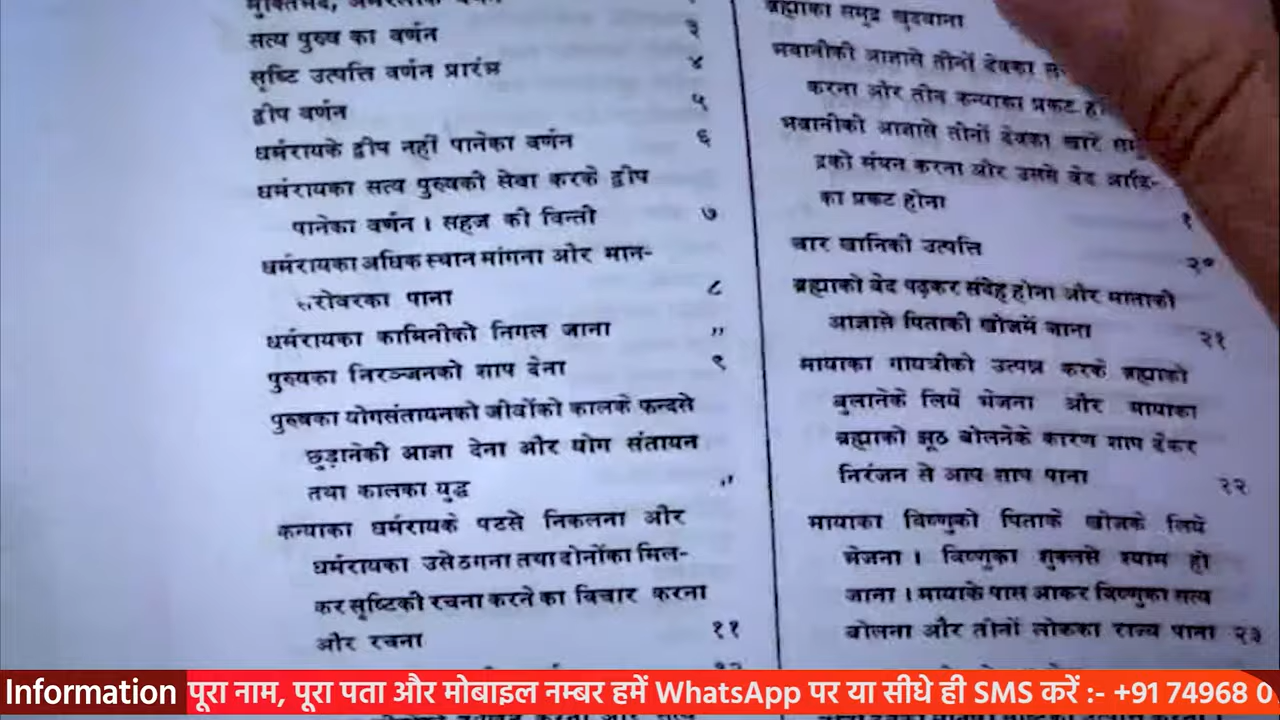 सत्य पुरुष का वर्णन ३
सृष्टि उत्पत्ति वर्णन प्रारंभ ४
द्वीप वर्णन ५
धर्मरायके द्वीप नहीं पानेका वर्णन ६
धर्मरायका सत्य पुरुषको सेवा करके द्वीप
पानेका वर्णन । सहज की विन्ती ७
धर्मरायका अधिक स्थान मांगना ओर मान-
सरोवरका पाना ८
धर्मरायका कामिनीको निगल जाना "
पुरुषका निरञ्जनको शाप देना ९
पुरुषका योगसंतायनको जीवोंको कालके फन्दसे
छुड़ानेकी आज्ञा देना और योग संतायन
तथा कालका युद्ध "
कन्याका धर्मरायके पटसे निकलना और
धर्मरायका उसे ठगना तथा दोनोंका मिल-
कर सृष्टिकी रचना करने का विचार करना
और रचना ११
ब्रह्माका समुद्र खुदवाना
भवानीकी आज्ञासे तीनों देवका
करना और तीन कन्याका प्रकट
भवानीको आज्ञासे तीनों देवका खारे
द्रको मंथन करना और उससे वेद आदि-
का प्रकट होना
चार खानिकी उत्पत्ति २०
ब्रह्माको वेद पढ़कर संदेह होना और माताकी
आज्ञासे पिताकी खोजमें जाना २१
मायाका गायत्रीको उत्पन्न करके ब्रह्माको
बुलानेके लिये भेजना और मायाका
ब्रह्माको झूठ बोलनेके कारण शाप देकर
निरंजन से आप शाप पाना २२
मायाका विष्णुको पिताके खोजके लिये
भेजना । विष्णुका शुक्लसे श्याम हो
जाना । मायाके पास आकर विष्णुका सत्य
बोलना और तीनों लोकका राज्य पाना २३
Information पूरा नाम, पूरा पता और मोबाइल नम्बर हमें WhatsApp पर या सीधे ही SMS करें :- +91 74968 0